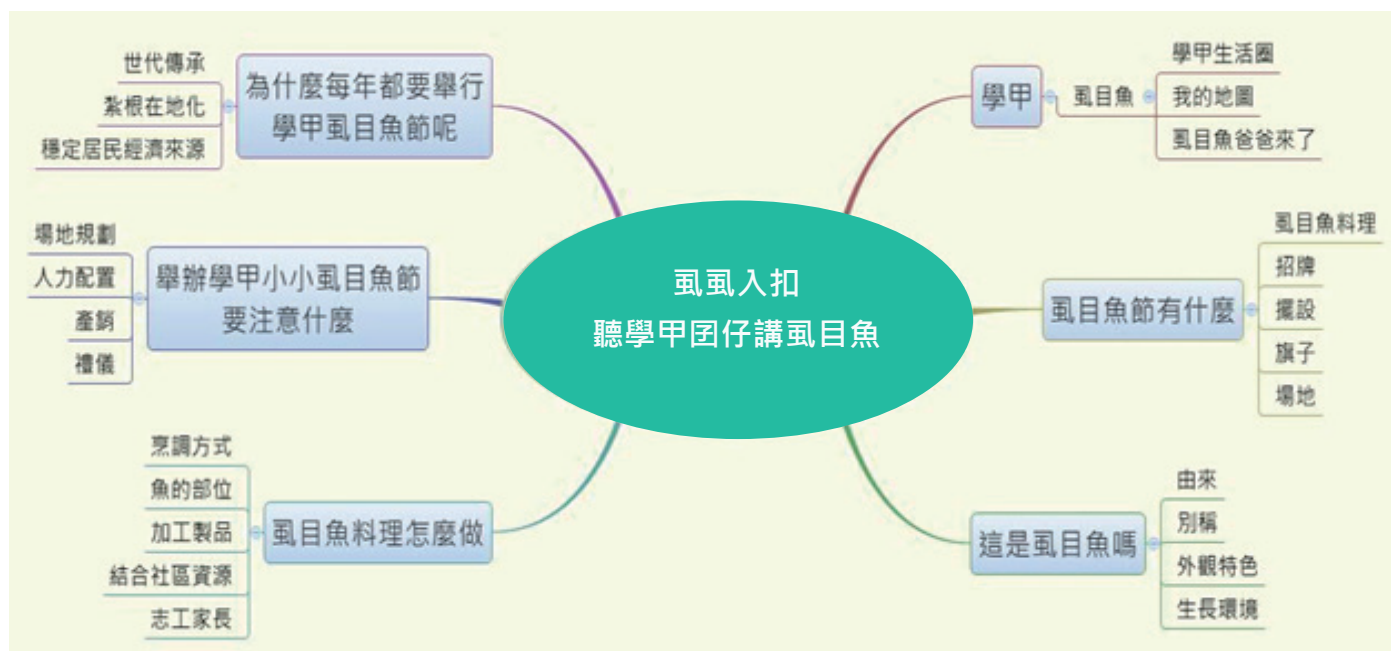 虱虱入扣
聽學甲囝仔講虱目魚
學甲
虱目魚
學甲生活圈
我的地圖
虱目魚爸爸來了
虱目魚節有什麼
虱目魚料理
招牌
擺設
旗子
場地
這是虱目魚嗎
由來
別稱
外觀特色
生長環境
為什麼每年都要舉行
學甲虱目魚節呢
世代傳承
紮根在地化
穩定居民經濟來源
舉辦學甲小小虱目魚節
要注意什麼
場地規劃
人力配置
產銷
禮儀
虱目魚料理怎麼做
烹調方式
魚的部位
加工製品
結合社區資源
志工家長